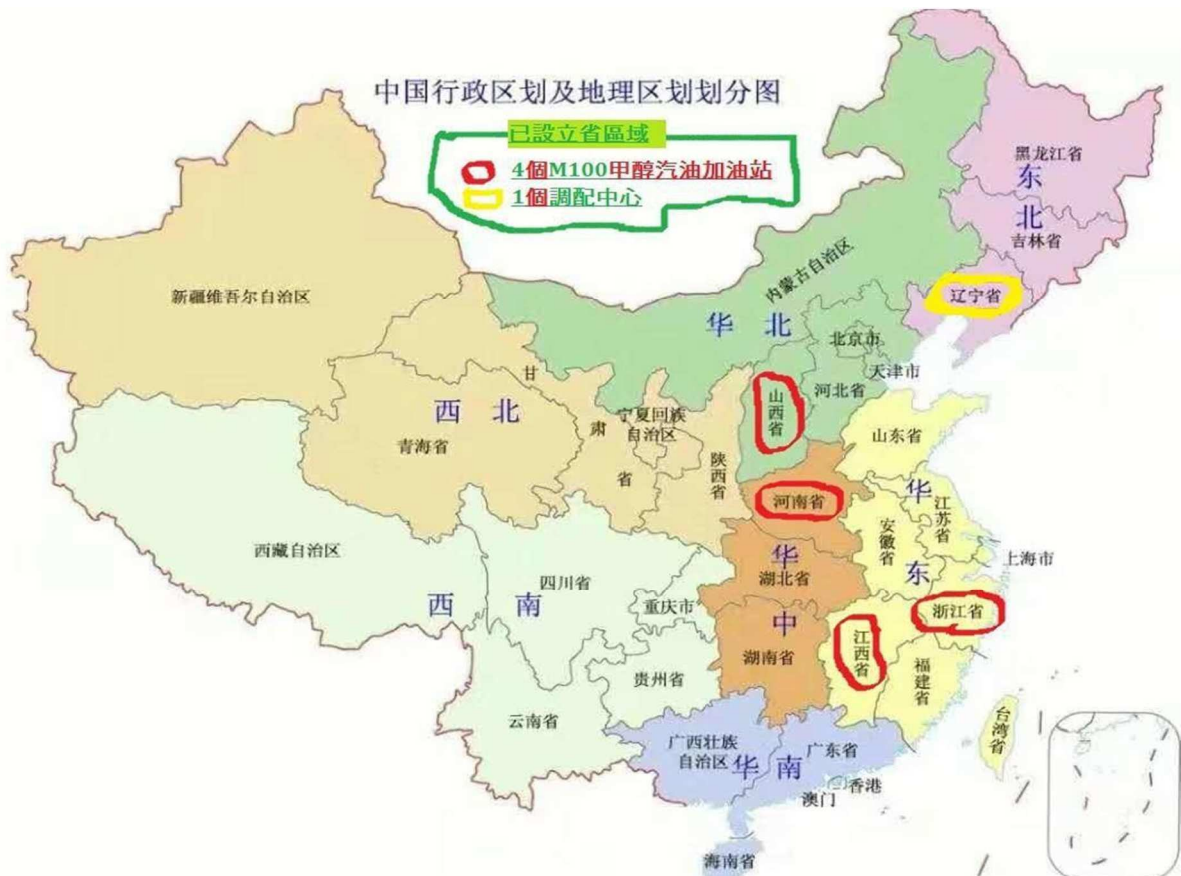 中国行政区划及地理区划划分图
已設立省區域
4個M100甲醇汽油加油站
1個調配中心
黑龙江省
东北
吉林省
辽宁省
内蒙古自治区
华北
北京市
天津市
河北省
山西省
新疆维吾尔自治区
甘肃省
西北
宁夏回族
自治区
青海省
陕西省
山东省
河南省
华东
江苏省
安徽省
上海市
西藏自治区
四川省
华中
湖北省
西南
重庆市
浙江省
江西省
湖南省
福建省
贵州省
云南省
台湾省
广西壮族
自治区
华南
广东省
香港
澳门
海南省